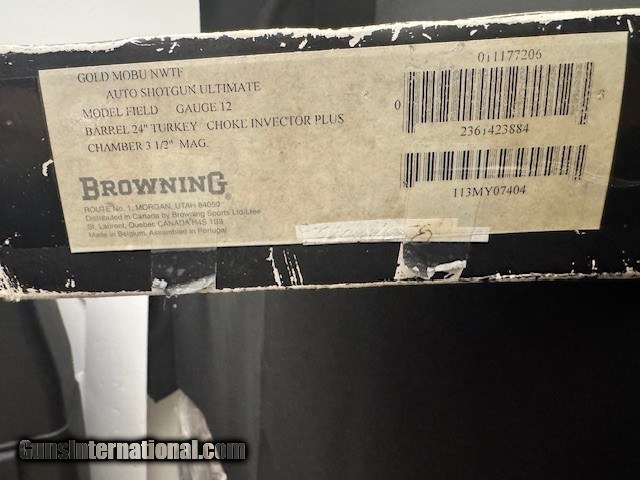 GOLD MOBU NWTF
AUTO SHOTGUN ULTIMATE
MODEL FIELD GAUGE 12
BARREL 24" TURKEY CHOKE INVECTOR PLUS
CHAMBER 3 1/2" MAG.
BROWNING®
ROUTE No. 1, MORGAN, UTAH 84050
Distributed in Canada by Browning Sports Ltd/Ltee
St. Laurent, Quebec CANADA H4S 1S9
Made in Belgium, Assembled in Portugal
011177206
0
2361423884
113MY07404
GunsInternational.com